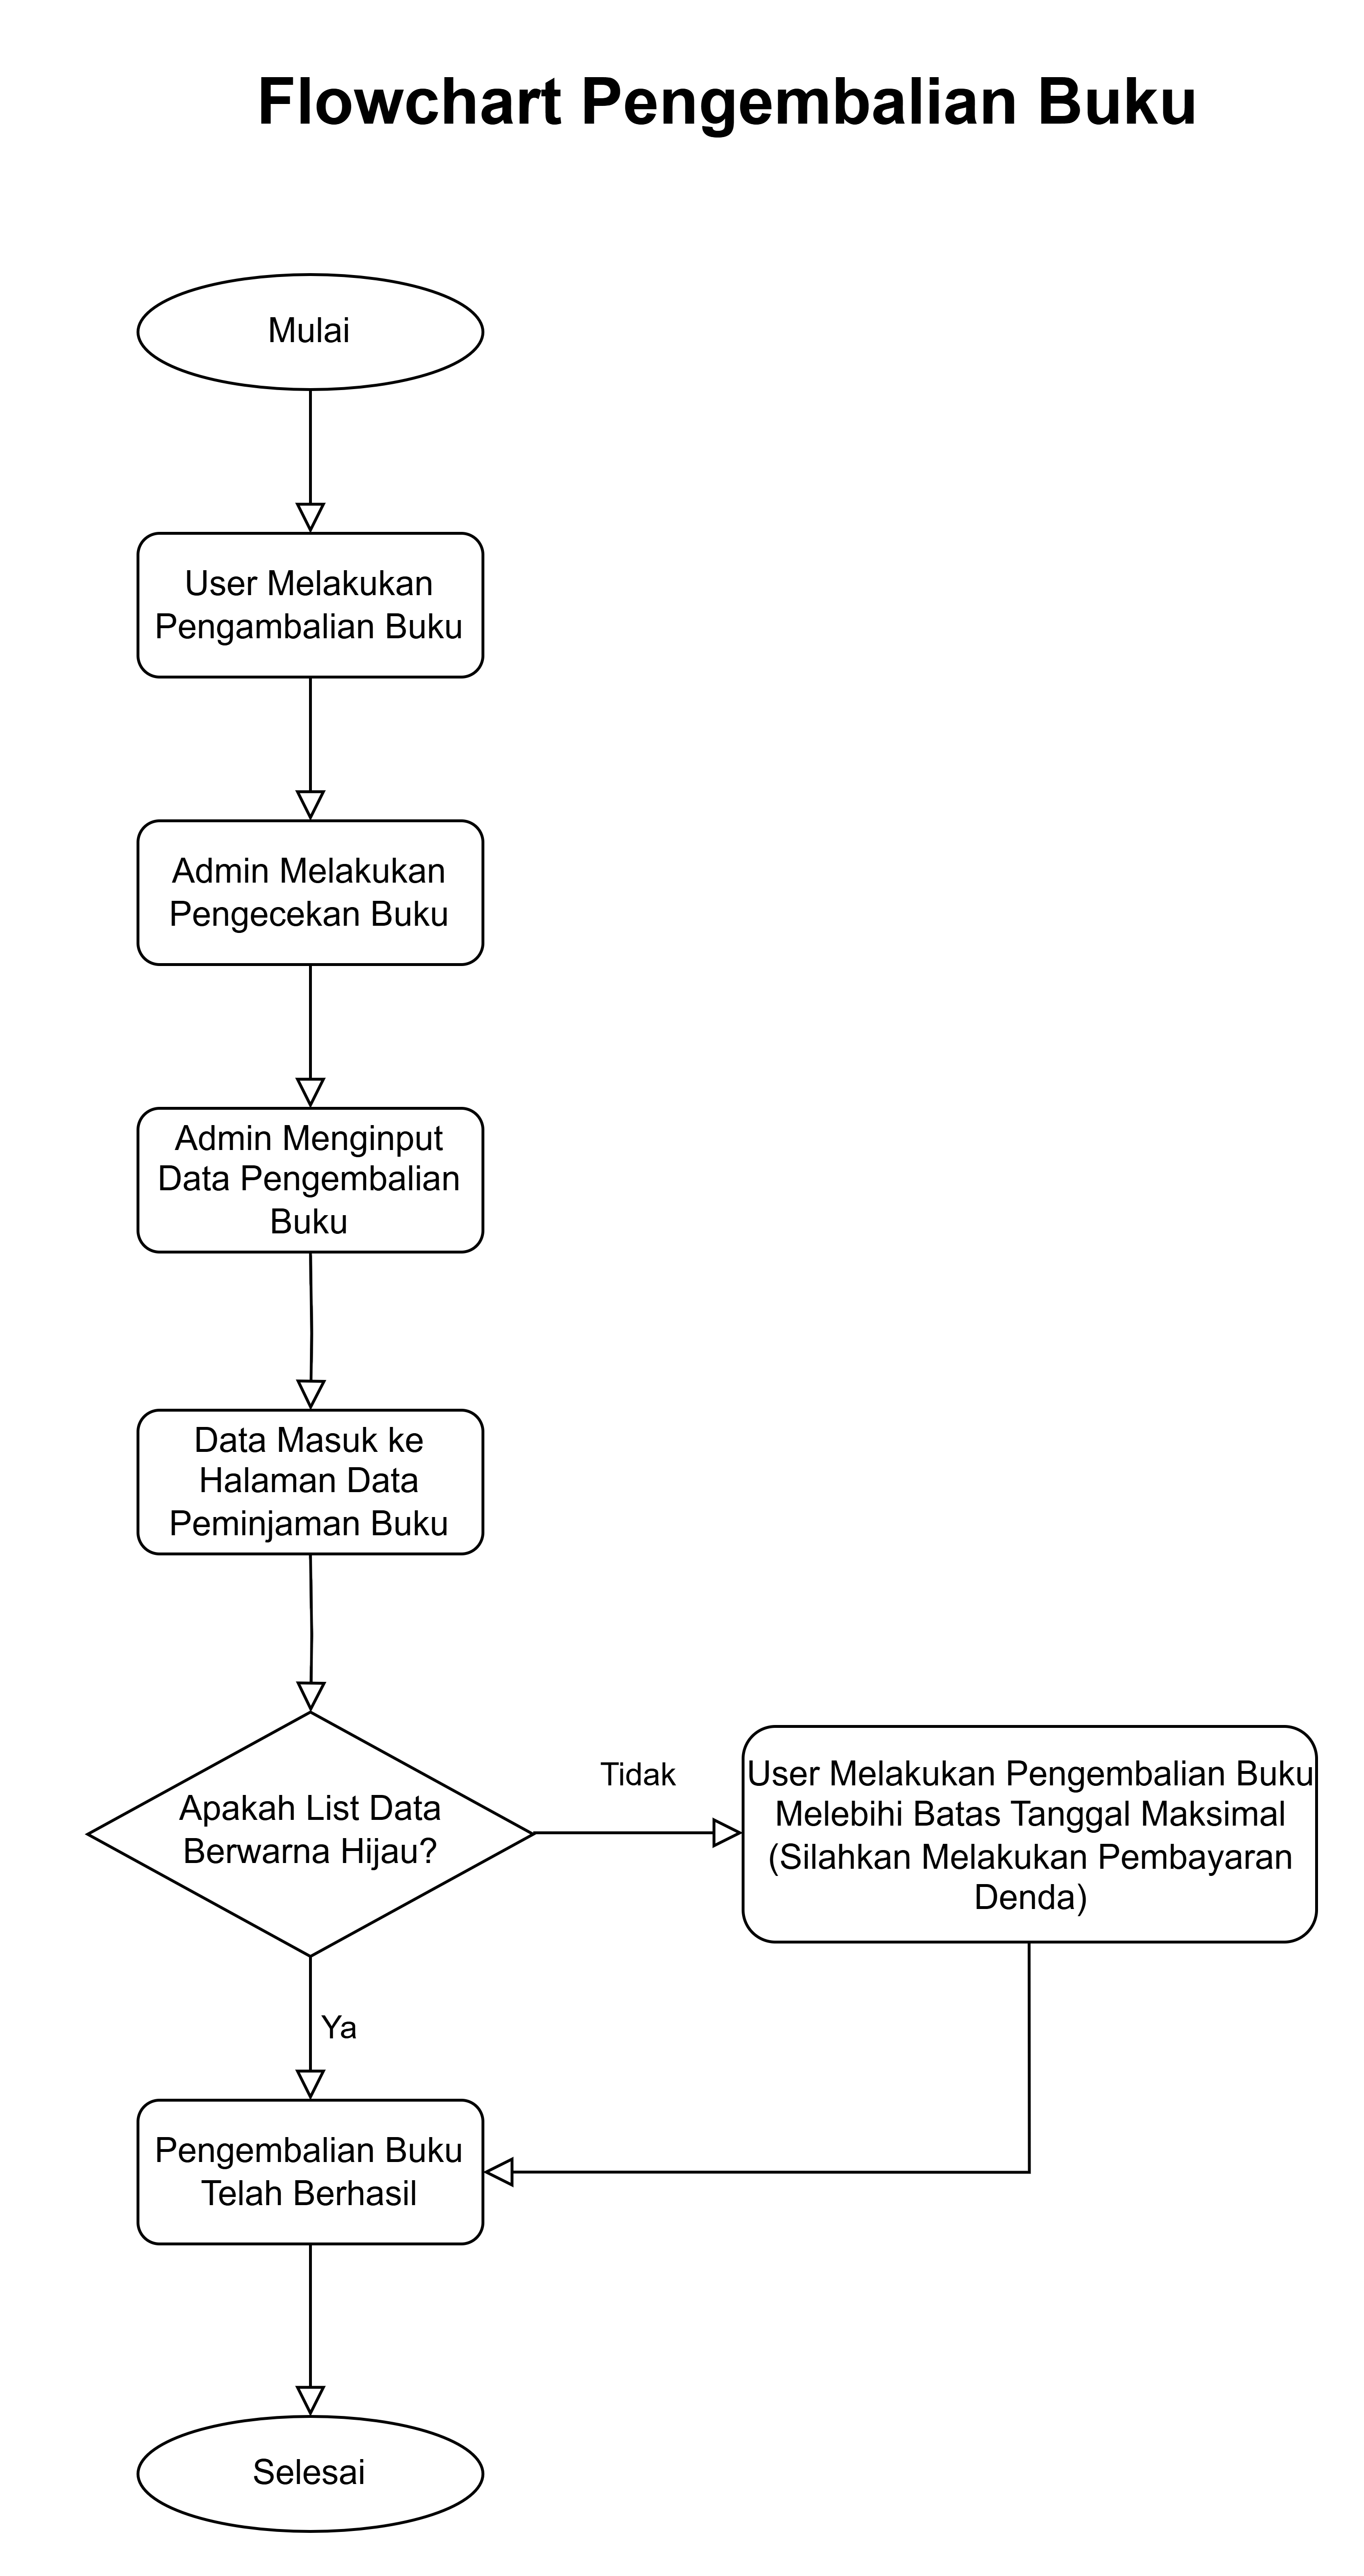 Flowchart Pengembalian Buku
Mulai
User Melakukan
Pengambalian Buku
Admin Melakukan
Pengecekan Buku
Admin Menginput
Data Pengembalian
Buku
Data Masuk ke
Halaman Data
Peminjaman Buku
Apakah List Data
Berwarna Hijau?
Tidak
User Melakukan Pengembalian Buku
Melebihi Batas Tanggal Maksimal
(Silahkan Melakukan Pembayaran
Denda)
Ya
Pengembalian Buku
Telah Berhasil
Selesai